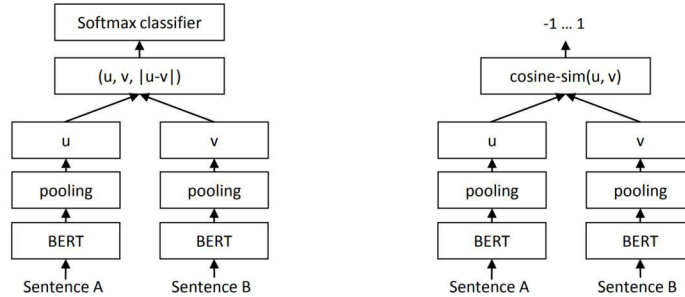 Softmax classifier
(u, v, |u-v|)
u
v
pooling
pooling
BERT
BERT
Sentence A
Sentence B
-1 … 1
cosine-sim(u, v)
u
v
pooling
pooling
BERT
BERT
Sentence A
Sentence B